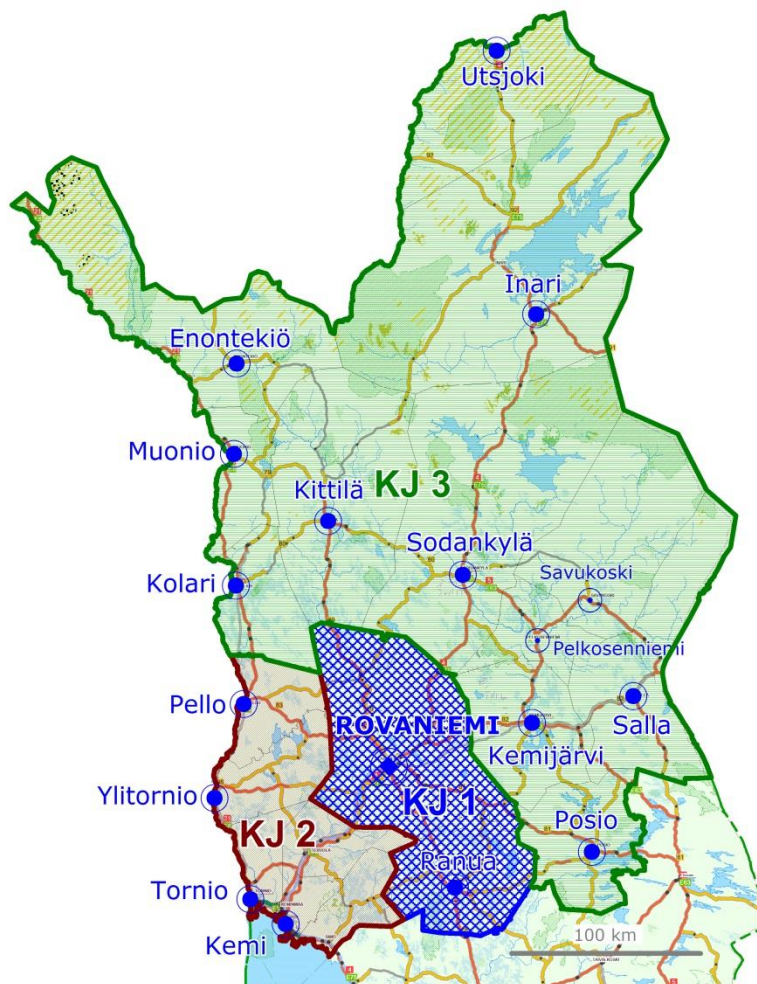 Utsjoki
Inari
Enontekiö
Muonio
Kittilä
KJ 3
Sodankylä
Kolari
Savukoski
Pelkosenniemi
Pello
ROVANIEMI
Salla
Kemijärvi
Ylitornio
KJ 1
KJ 2
Posio
Ranua
Tornio
Kemi
100 km